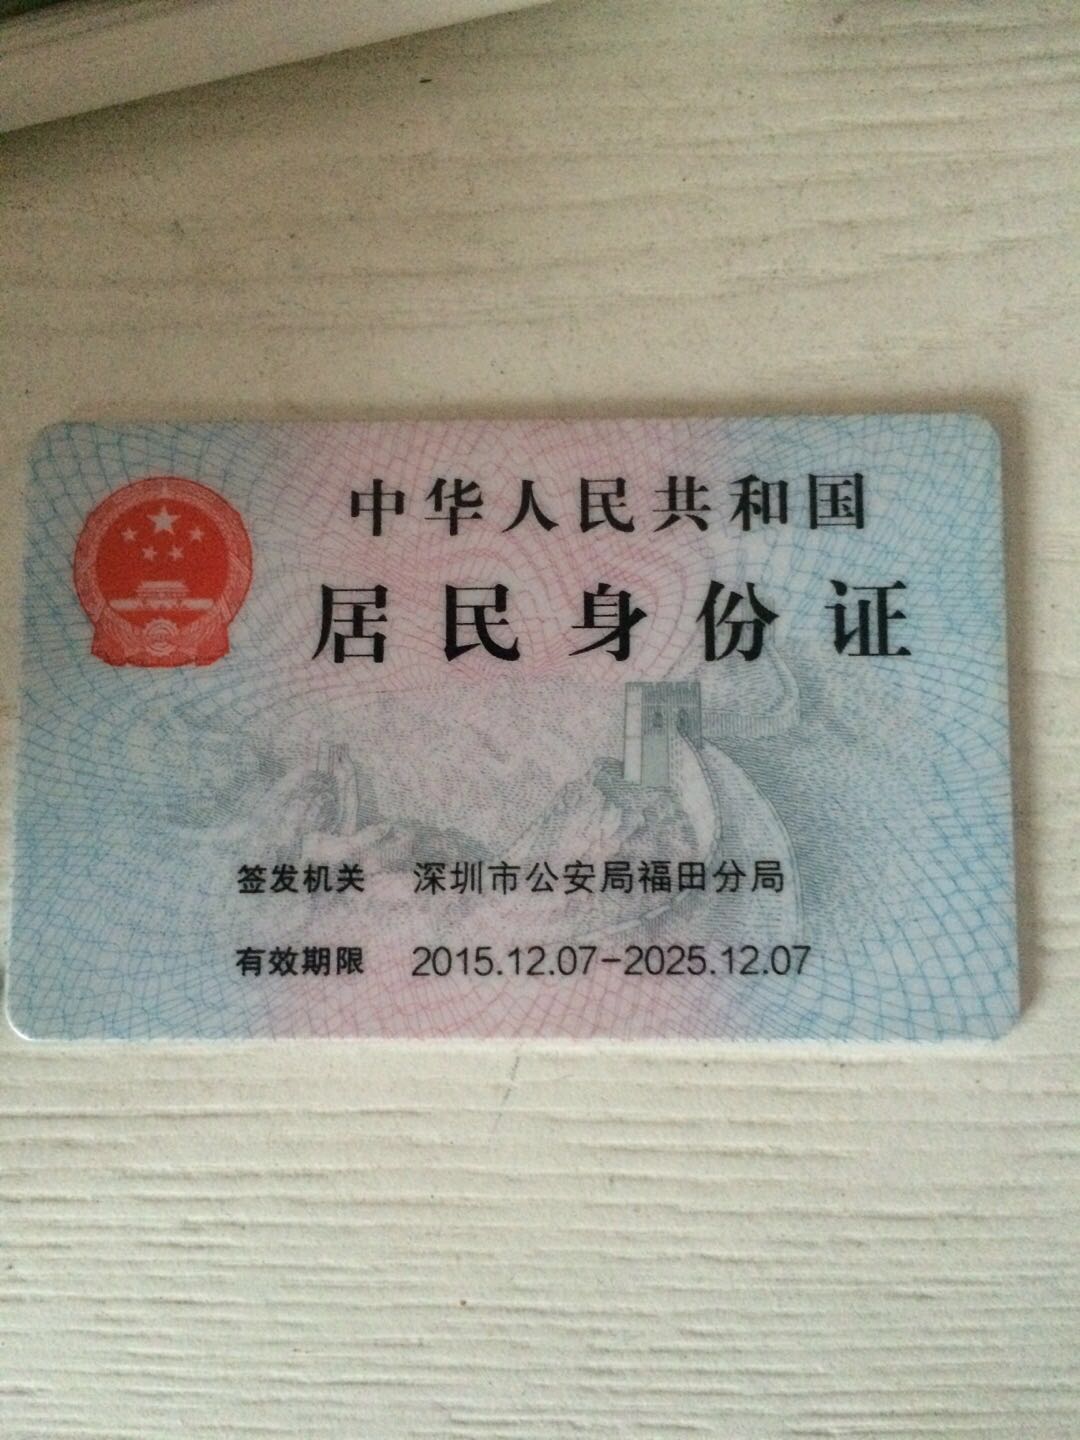 中华人民共和国
居民身份证
签发机关 深圳市公安局福田分局
有效期限 2015.12.07-2025.12.07